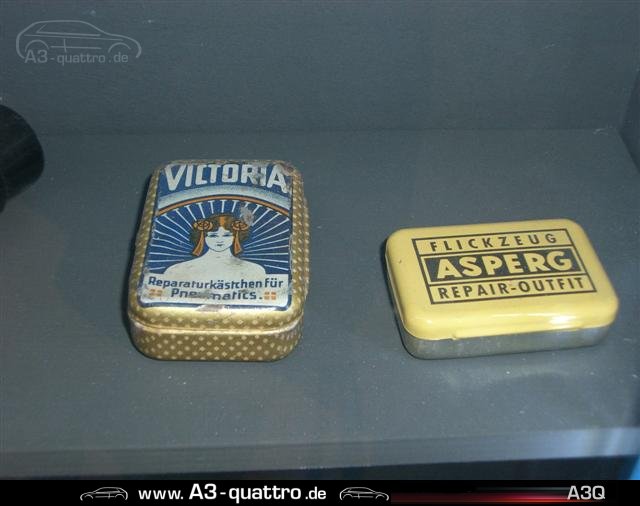 A3-quattro.de
VICTORIA
Reparaturkästchen für
Pneumatics.
FLICKZEUG
ASPERG
REPAIR-OUTFIT
www.A3-quattro.de
A3Q